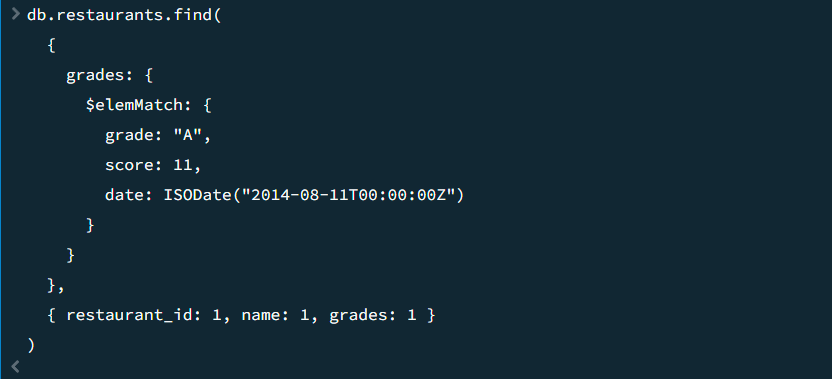 > db.restaurants.find(
{
grades: {
$elemMatch: {
grade: "A",
score: 11,
date: ISODate("2014-08-11T00:00:00Z")
}
}
},
{ restaurant_id: 1, name: 1, grades: 1 }
)
<